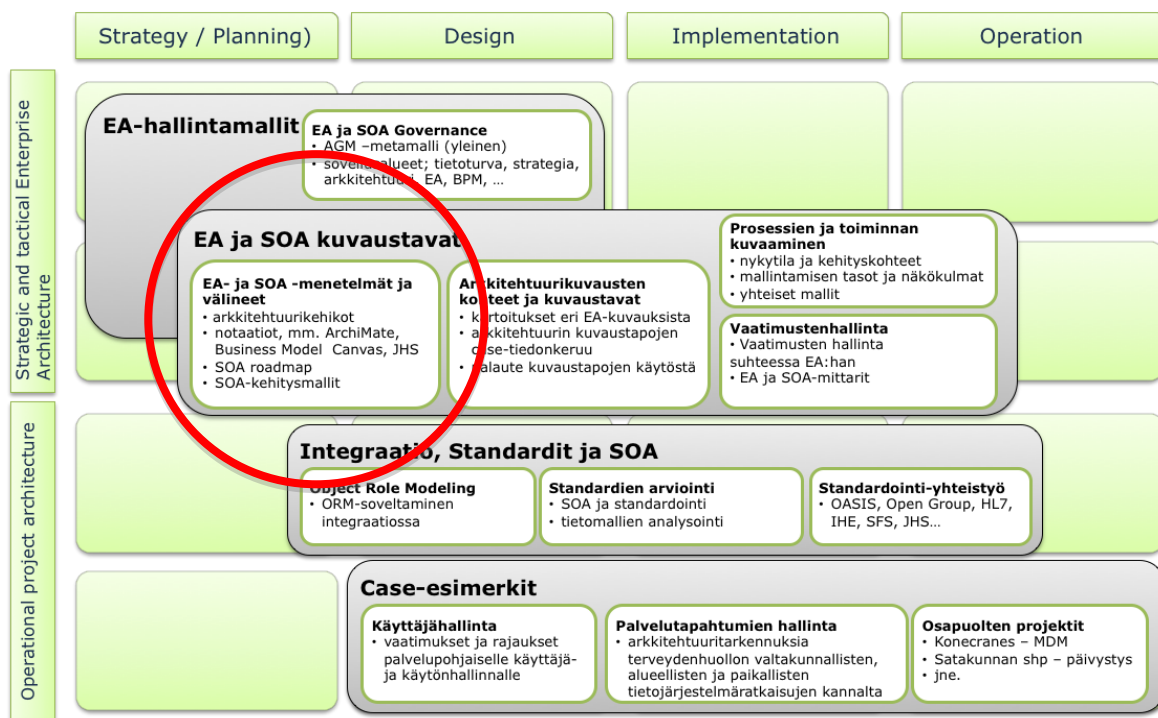 Strategy / Planning)
Design
Implementation
Operation
Strategic and tactical Enterprise
Architecture
EA-hallintamallit
EA ja SOA Governance
• AGM –metamalli (yleinen)
• sovellusalueet; tietoturva, strategia,
arkkitehtuuri, EA, BPM, …
EA ja SOA kuvaustavat
EA- ja SOA -menetelmät ja
välineet
• arkkitehtuurikehikot
• notaatiot, mm. ArchiMate,
Business Model Canvas, JHS
• SOA roadmap
• SOA-kehitysmallit
Arkkitehtuurikuvausten
kohteet ja kuvaustavat
• kartoitukset eri EA-kuvauksista
• arkkitehtuurin kuvaustapojen
case-tiedonkeruu
• palaute kuvaustapojen käytöstä
Prosessien ja toiminnan
kuvaaminen
• nykytila ja kehityskohteet
• mallintamisen tasot ja näkökulmat
• yhteiset mallit
Vaatimustenhallinta
• Vaatimusten hallinta
suhteessa EA:han
• EA ja SOA-mittarit
Operational project architecture
Integraatio, Standardit ja SOA
Object Role Modeling
• ORM-soveltaminen
integraatiossa
Standardien arviointi
• SOA ja standardointi
• tietomallien analysointi
Standardointi-yhteistyö
• OASIS, Open Group, HL7,
IHE, SFS, JHS…
Case-esimerkit
Käyttäjähallinta
• vaatimukset ja rajaukset
palvelupohjaiselle käyttäjä-
ja käytönhallinnalle
Palvelutapahtumien hallinta
• arkkitehtuuritarkennuksia
terveydenhuollon valtakunnallisten,
alueellisten ja paikallisten
tietojärjestelmäratkaisujen kannalta
Osapuolten projektit
• Konecranes – MDM
• Satakunnan shp – päivystys
• jne.